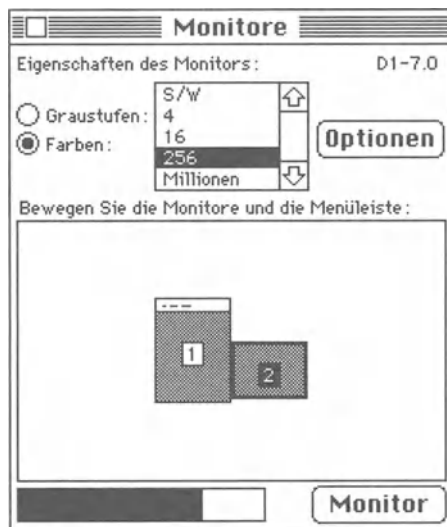 Monitore
Eigenschaften des Monitors:
D1-7.0
Graustufen:
Farben:
S/W
4
16
256
Millionen
Optionen
Bewegen Sie die Monitore und die Menüleiste:
1
2
Monitor